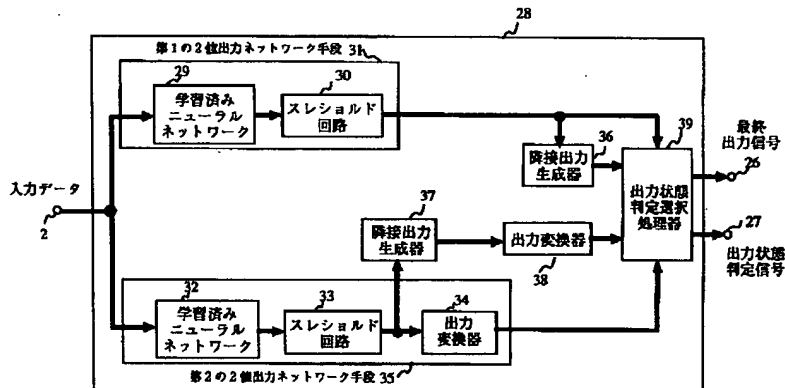 28
第1の2値出力ネットワーク手段 31
29
学習済み
ニューラル
ネットワーク
30
スレショルド
回路
39
36
隣接出力
生成器
最終
出力信号
26
出力状態
判定選択
処理器
入力データ
2
37
隣接出力
生成器
出力変換器
38
27
出力状態
判定信号
32
学習済み
ニューラル
ネットワーク
33
スレショルド
回路
34
出力
変換器
第2の2値出力ネットワーク手段 35